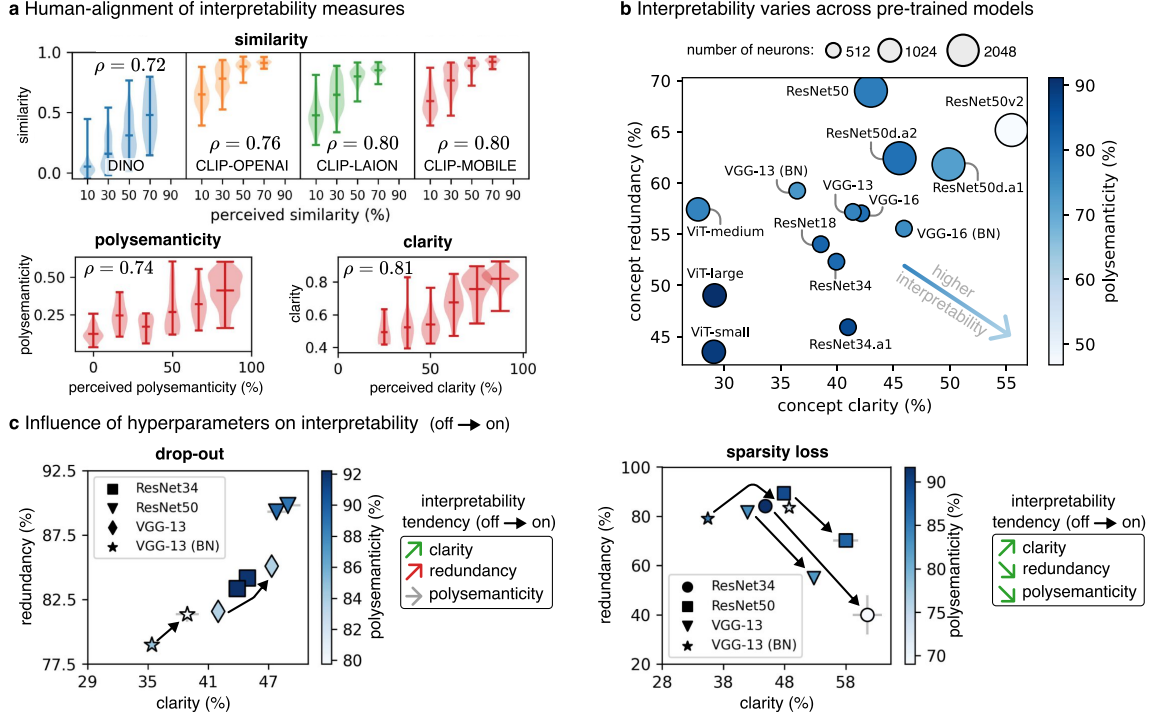 a Human-alignment of interpretability measures
similarity
similarity
1.0
0.5
0.0
ρ = 0.72
DINO
ρ = 0.76
CLIP-OPENAI
ρ = 0.80
CLIP-LAION
ρ = 0.80
CLIP-MOBILE
10 30 50 70 90 10 30 50 70 90 10 30 50 70 90 10 30 50 70 90
perceived similarity (%)
polysemanticity
polysemanticity
0.50
0.25
ρ = 0.74
0 50 100
perceived polysemanticity (%)
clarity
clarity
0.8
0.6
0.4
ρ = 0.81
0 50 100
perceived clarity (%)
b Interpretability varies across pre-trained models
number of neurons: 512 1024 2048
concept redundancy (%)
70
65
60
55
50
45
ResNet50
ResNet50v2
ResNet50d.a2
ResNet50d.a1
VGG-13 (BN)
VGG-13
VGG-16
ViT-medium
ResNet18
VGG-16 (BN)
ResNet34
ViT-large
ViT-small
ResNet34.a1
higher
interpretability
30 35 40 45 50 55
concept clarity (%)
90
80
70
60
50
polysemanticity (%)
c Influence of hyperparameters on interpretability (off → on)
drop-out
redundancy (%)
92.5
87.5
82.5
77.5
ResNet34
ResNet50
VGG-13
VGG-13 (BN)
29 35 41 47
clarity (%)
92
90
88
86
84
82
80
polysemanticity (%)
interpretability
tendency (off → on)
clarity
redundancy
polysemanticity
sparsity loss
redundancy (%)
100
80
60
40
20
ResNet34
ResNet50
VGG-13
VGG-13 (BN)
28 38 48 58
clarity (%)
90
85
80
75
70
polysemanticity (%)
interpretability
tendency (off → on)
clarity
redundancy
polysemanticity